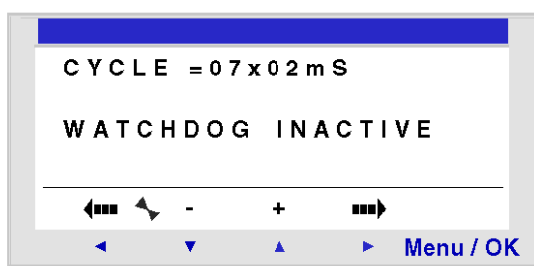 CYCLE =07x02mS
WATCHDOG INACTIVE
- +
Menu / OK